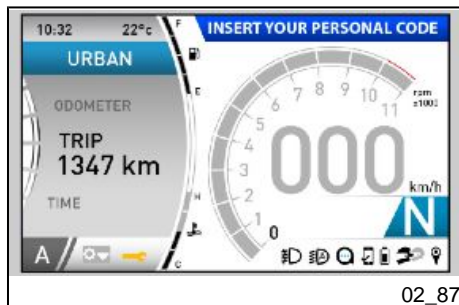 10:32 22°c
INSERT YOUR PERSONAL CODE
URBAN
ODOMETER
TRIP
1347 km
TIME
A
F
E
H
C
0 1 2 3 4 5 6 7 8 9 10 11
rpm
x1000
000
km/h
N
02_87